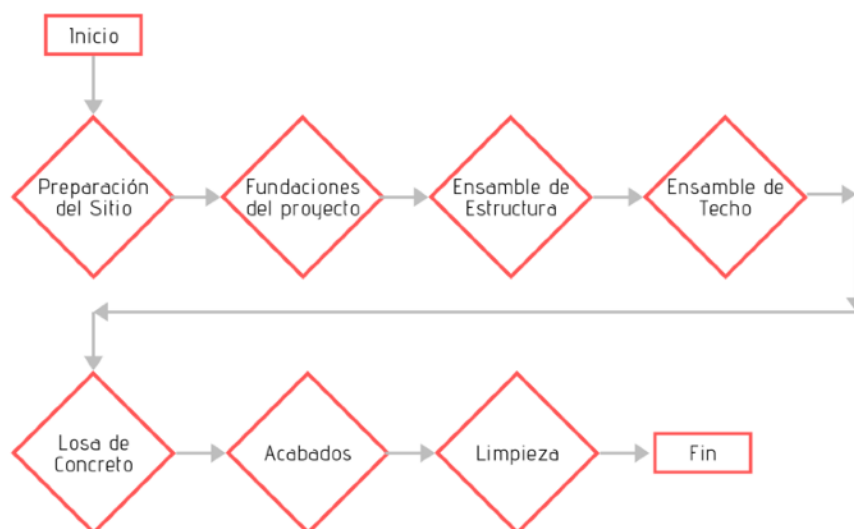 Inicio
Preparación
del Sitio
Fundaciones
del proyecto
Ensamble de
Estructura
Ensamble de
Techo
Losa de
Concreto
Acabados
Limpieza
Fin